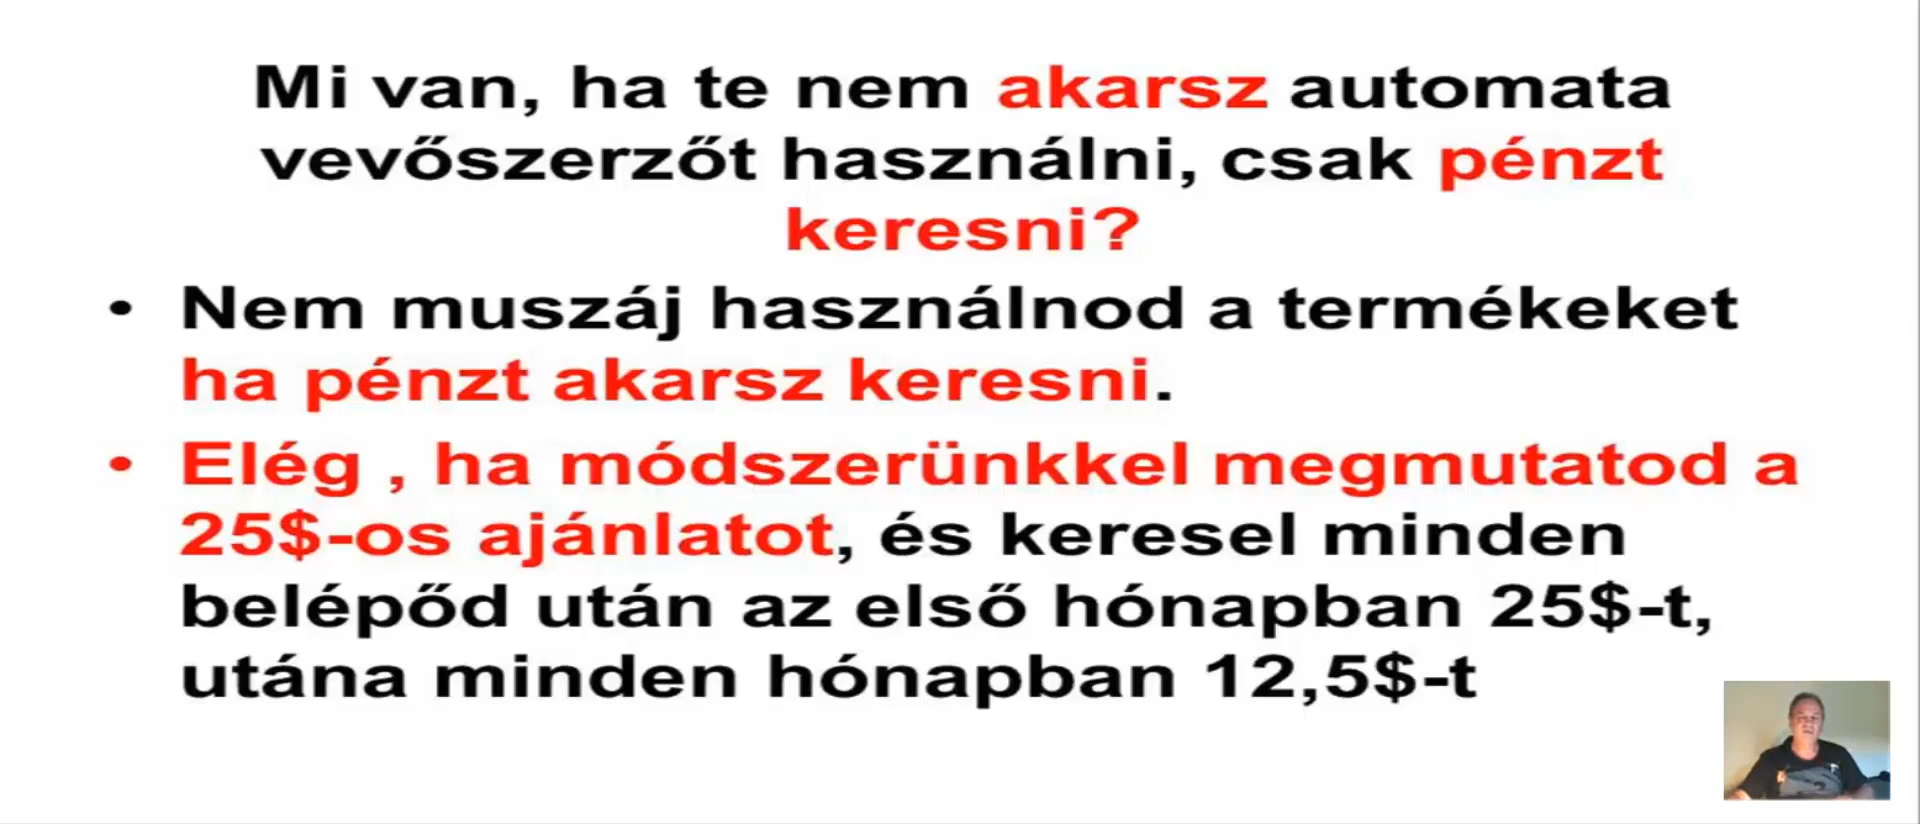 Mi van, ha te nem akarsz automata
vevőszerzőt használni, csak pénzt
keresni?
• Nem muszáj használnod a termékeket
ha pénzt akarsz keresni.
• Elég , ha módszerünkkel megmutatod a
25$-os ajánlatot, és keresel minden
belépőd után az első hónapban 25$-t,
utána minden hónapban 12,5$-t